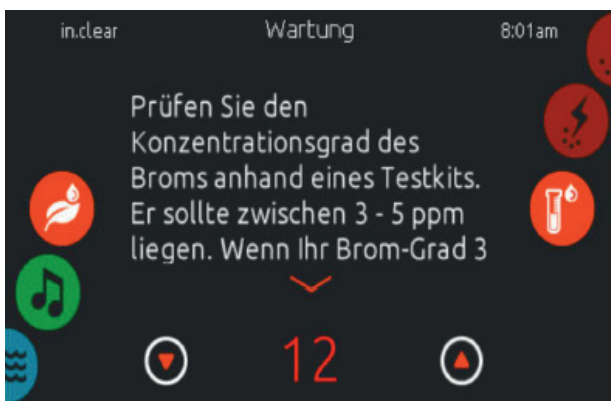 in.clear Wartung 8:01am
Prüfen Sie den
Konzentrationsgrad des
Broms anhand eines Testkits.
Er sollte zwischen 3 - 5 ppm
liegen. Wenn Ihr Brom-Grad 3
12